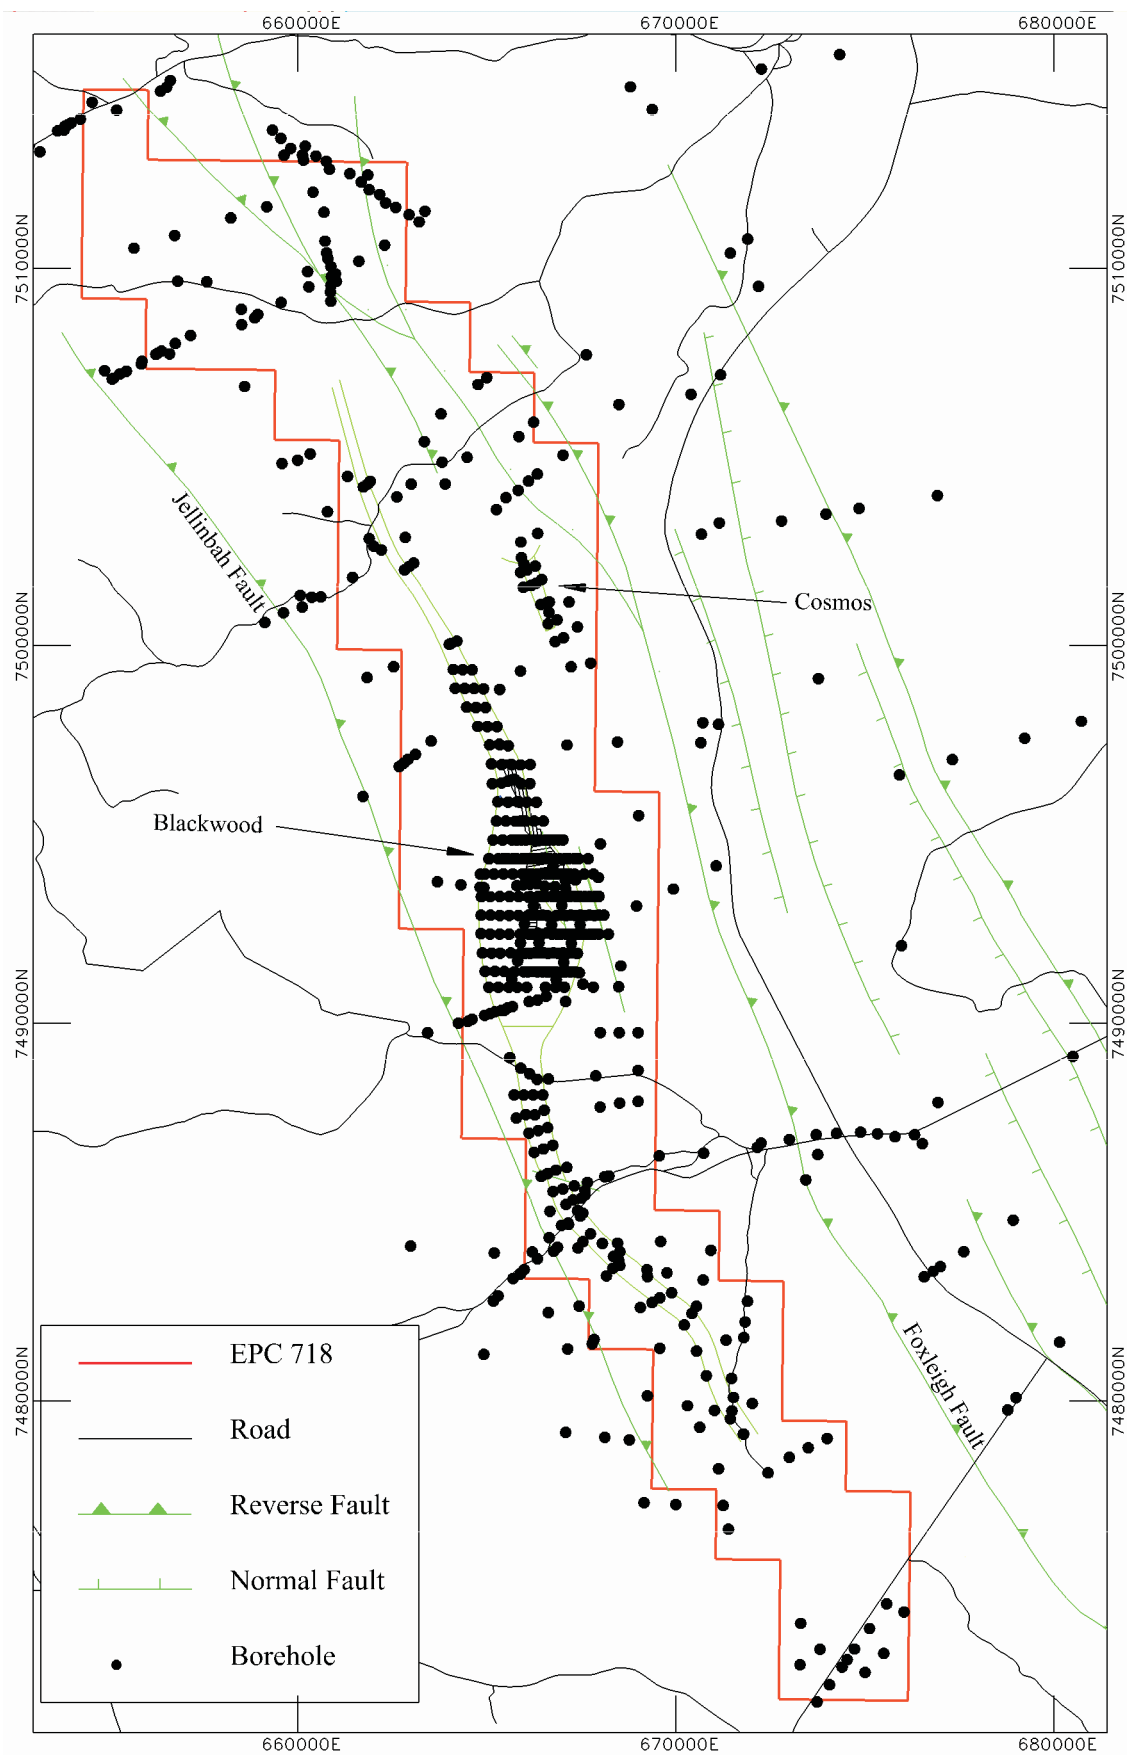 660000E 670000E 680000E
7510000N 7510000N
Jellinbah Fault
Cosmos
7500000N 7500000N
Blackwood
7490000N 7490000N
Foxleigh Fault
7480000N 7480000N
EPC 718
Road
Reverse Fault
Normal Fault
Borehole
660000E 670000E 680000E